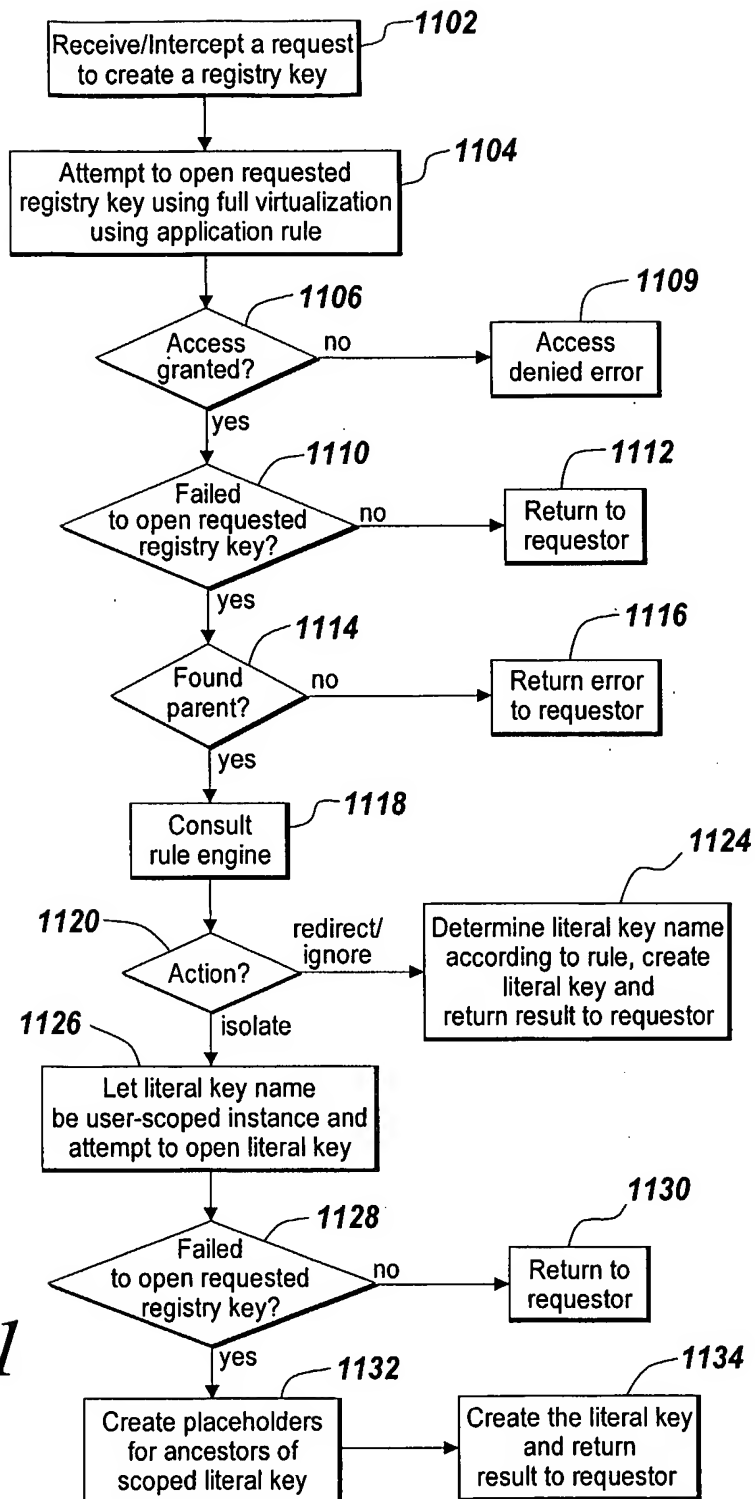 1102
Receive/Intercept a request
to create a registry key
1104
Attempt to open requested
registry key using full virtualization
using application rule
1106
Access
granted?
no
1109
Access
denied error
yes
1110
Failed
to open requested
registry key?
no
1112
Return to
requestor
yes
1114
Found
parent?
no
1116
Return error
to requestor
yes
1118
Consult
rule engine
1120
Action?
redirect/
ignore
1124
Determine literal key name
according to rule, create
literal key and
return result to requestor
isolate
1126
Let literal key name
be user-scoped instance and
attempt to open literal key
1128
Failed
to open requested
registry key?
no
1130
Return to
requestor
yes
1132
Create placeholders
for ancestors of
scoped literal key
1134
Create the literal key
and return
result to requestor